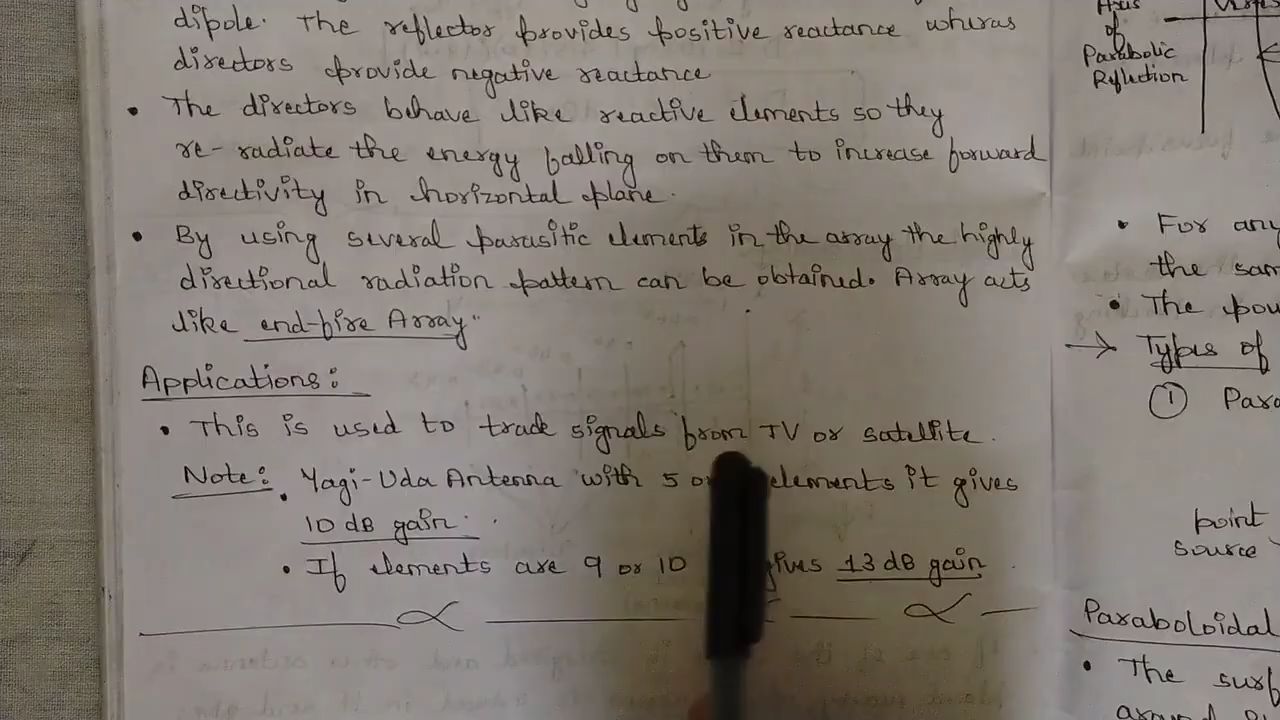 dipole. The reflector provides positive reactance wheras
directors provide negative reactance
• The directors behave like reactive elements so they
re-radiate the energy falling on them to increase forward
directivity in horizontal plane.
• By using several parasitic elements in the array the highly
directional radiation pattern can be obtained. Array acts
like end-fire Array.
Applications:
• This is used to track signals from TV or satellite.
Note: • Yagi-Uda Antenna with 5 or elements it gives
10 dB gain.
• If elements are 9 or 10 gives 13 dB gain.
Axis
of
Parabolic
Reflection
• For any
the sam
• The pow
→ Types of
① Para
point
source
Paraboloidal
• The surf
around